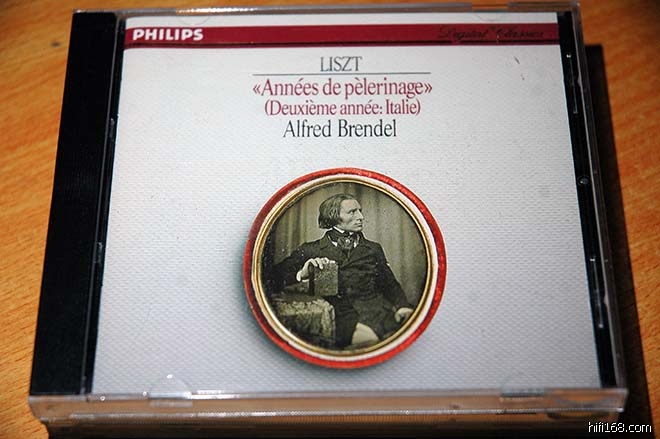 PHILIPS
Digital Classics
LISZT
«Années de pèlerinage»
(Deuxième année: Italie)
Alfred Brendel
hifi168.com